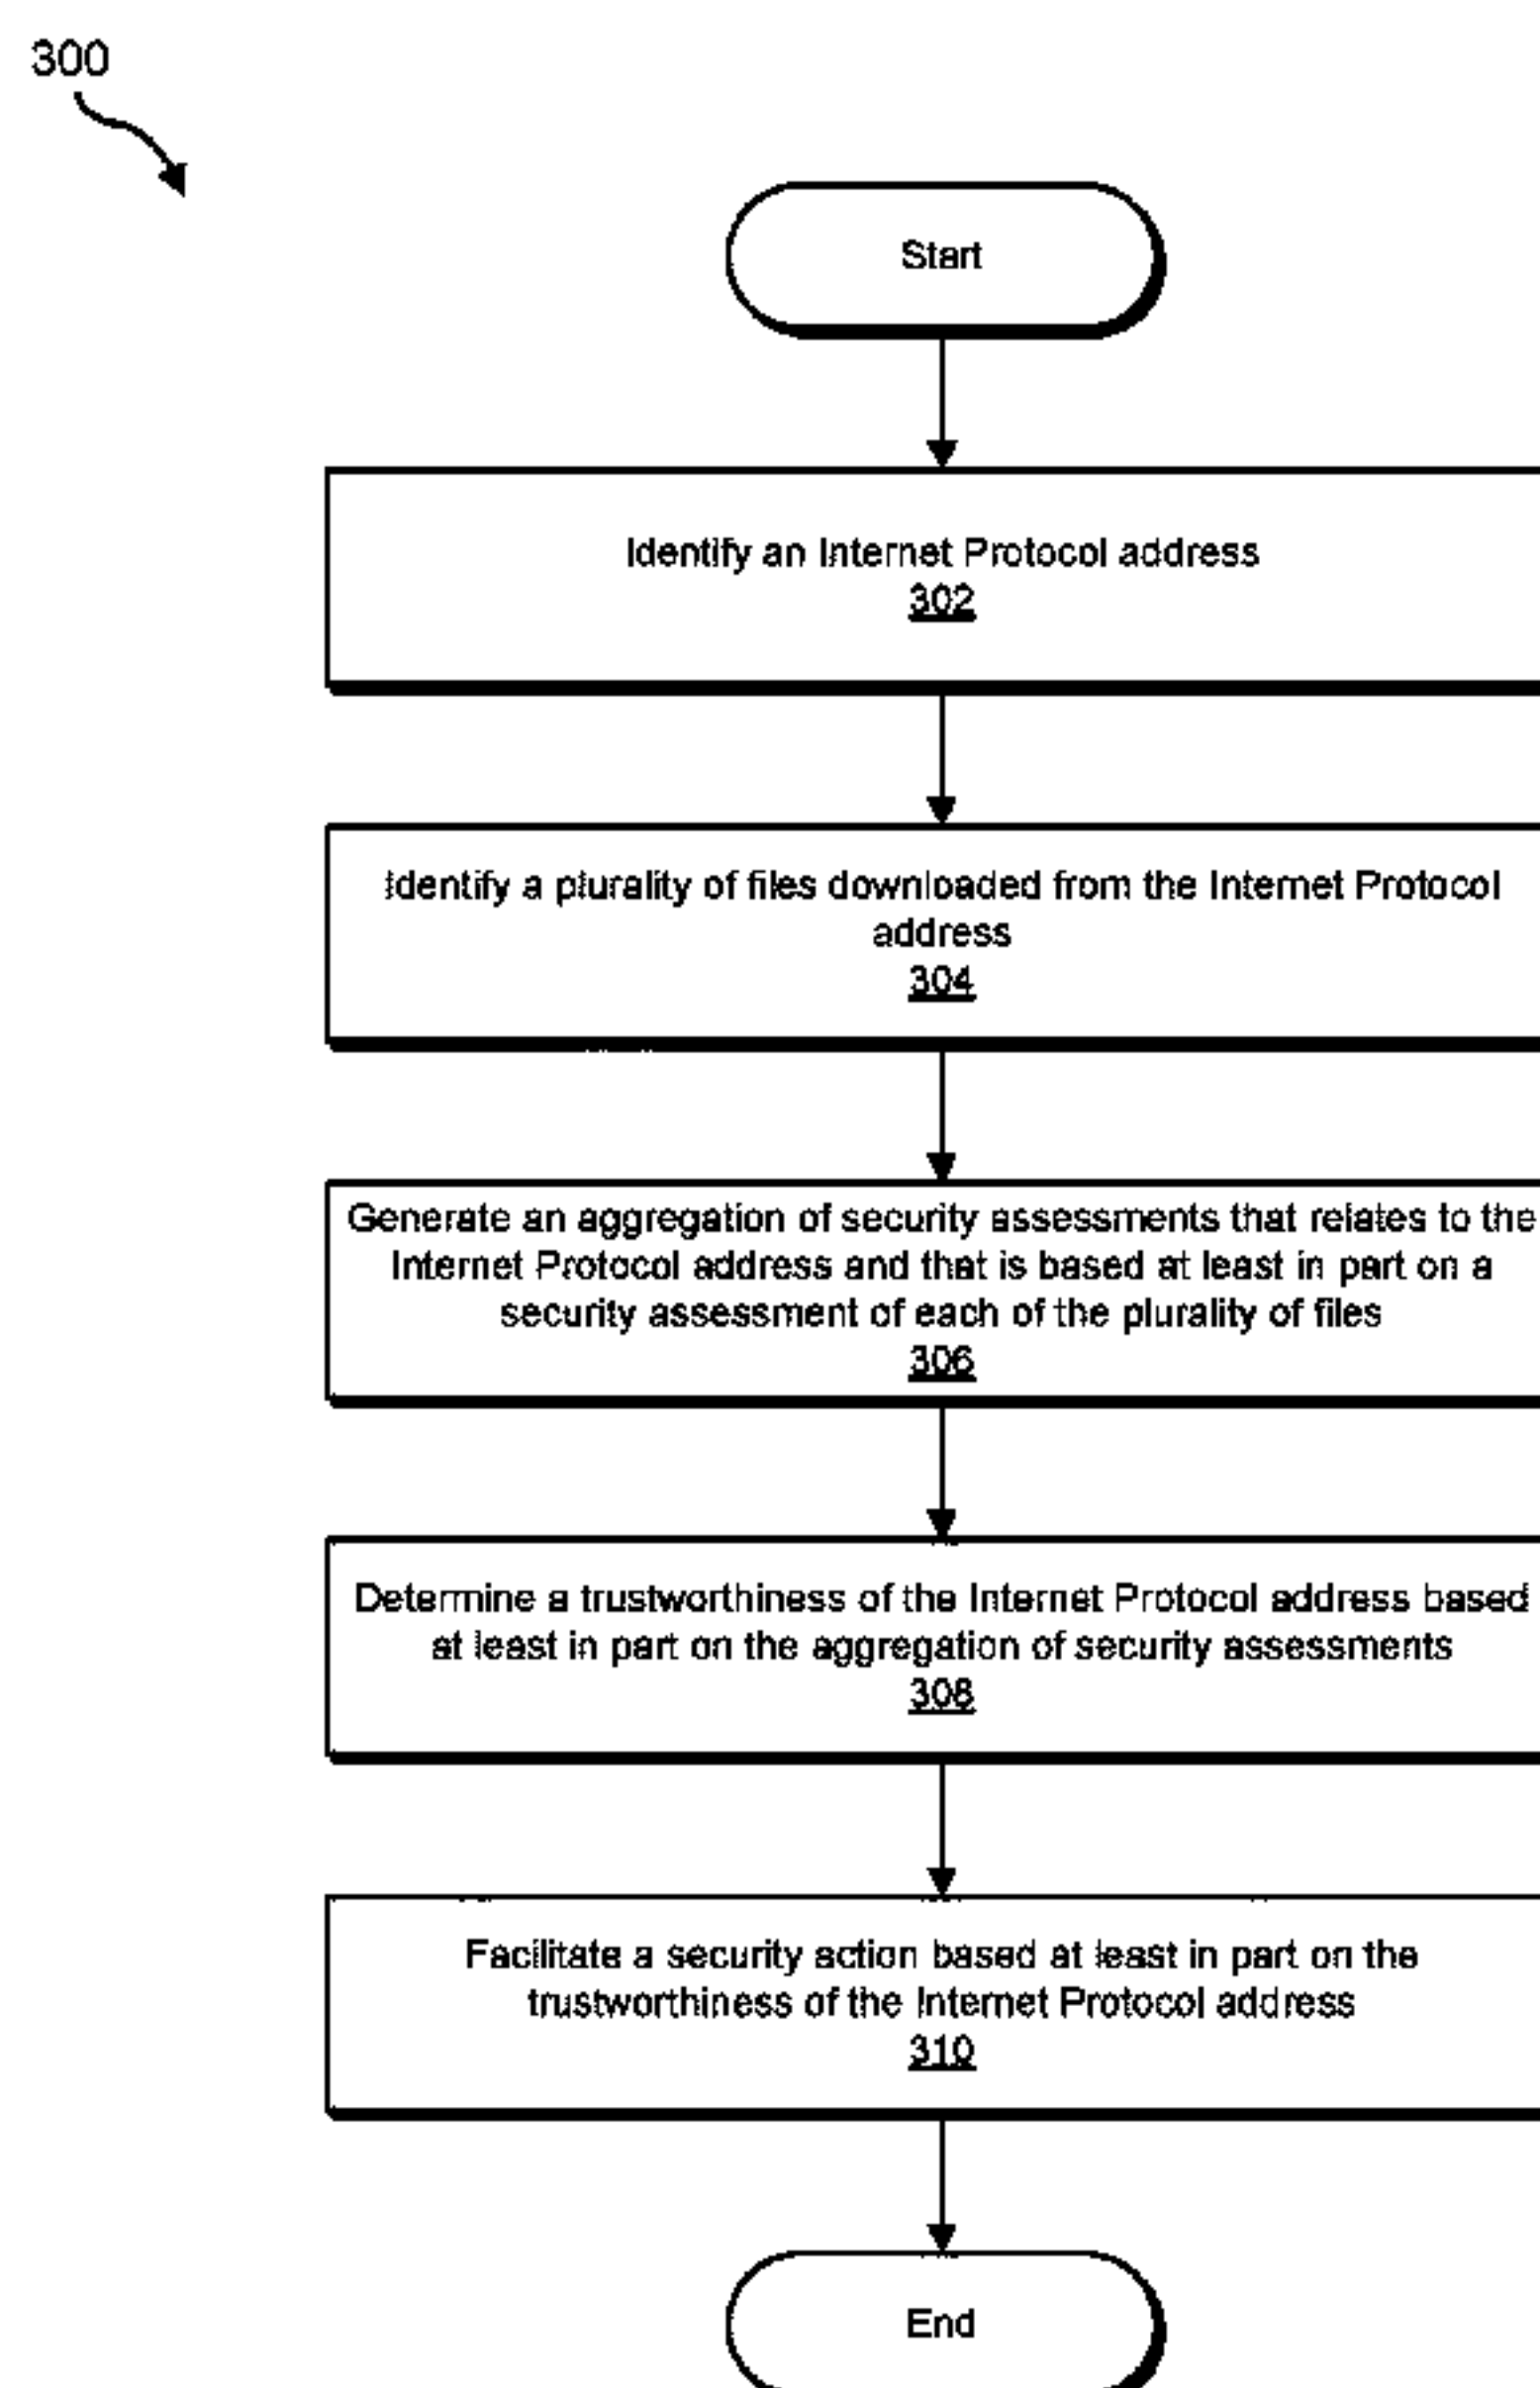 300
Start
Identify an Internet Protocol address
302
Identify a plurality of files downloaded from the Internet Protocol
address
304
Generate an aggregation of security assessments that relates to the
Internet Protocol address and that is based at least in part on a
security assessment of each of the plurality of files
306
Determine a trustworthiness of the Internet Protocol address based
at least in part on the aggregation of security assessments
308
Facilitate a security action based at least in part on the
trustworthiness of the Internet Protocol address
310
End